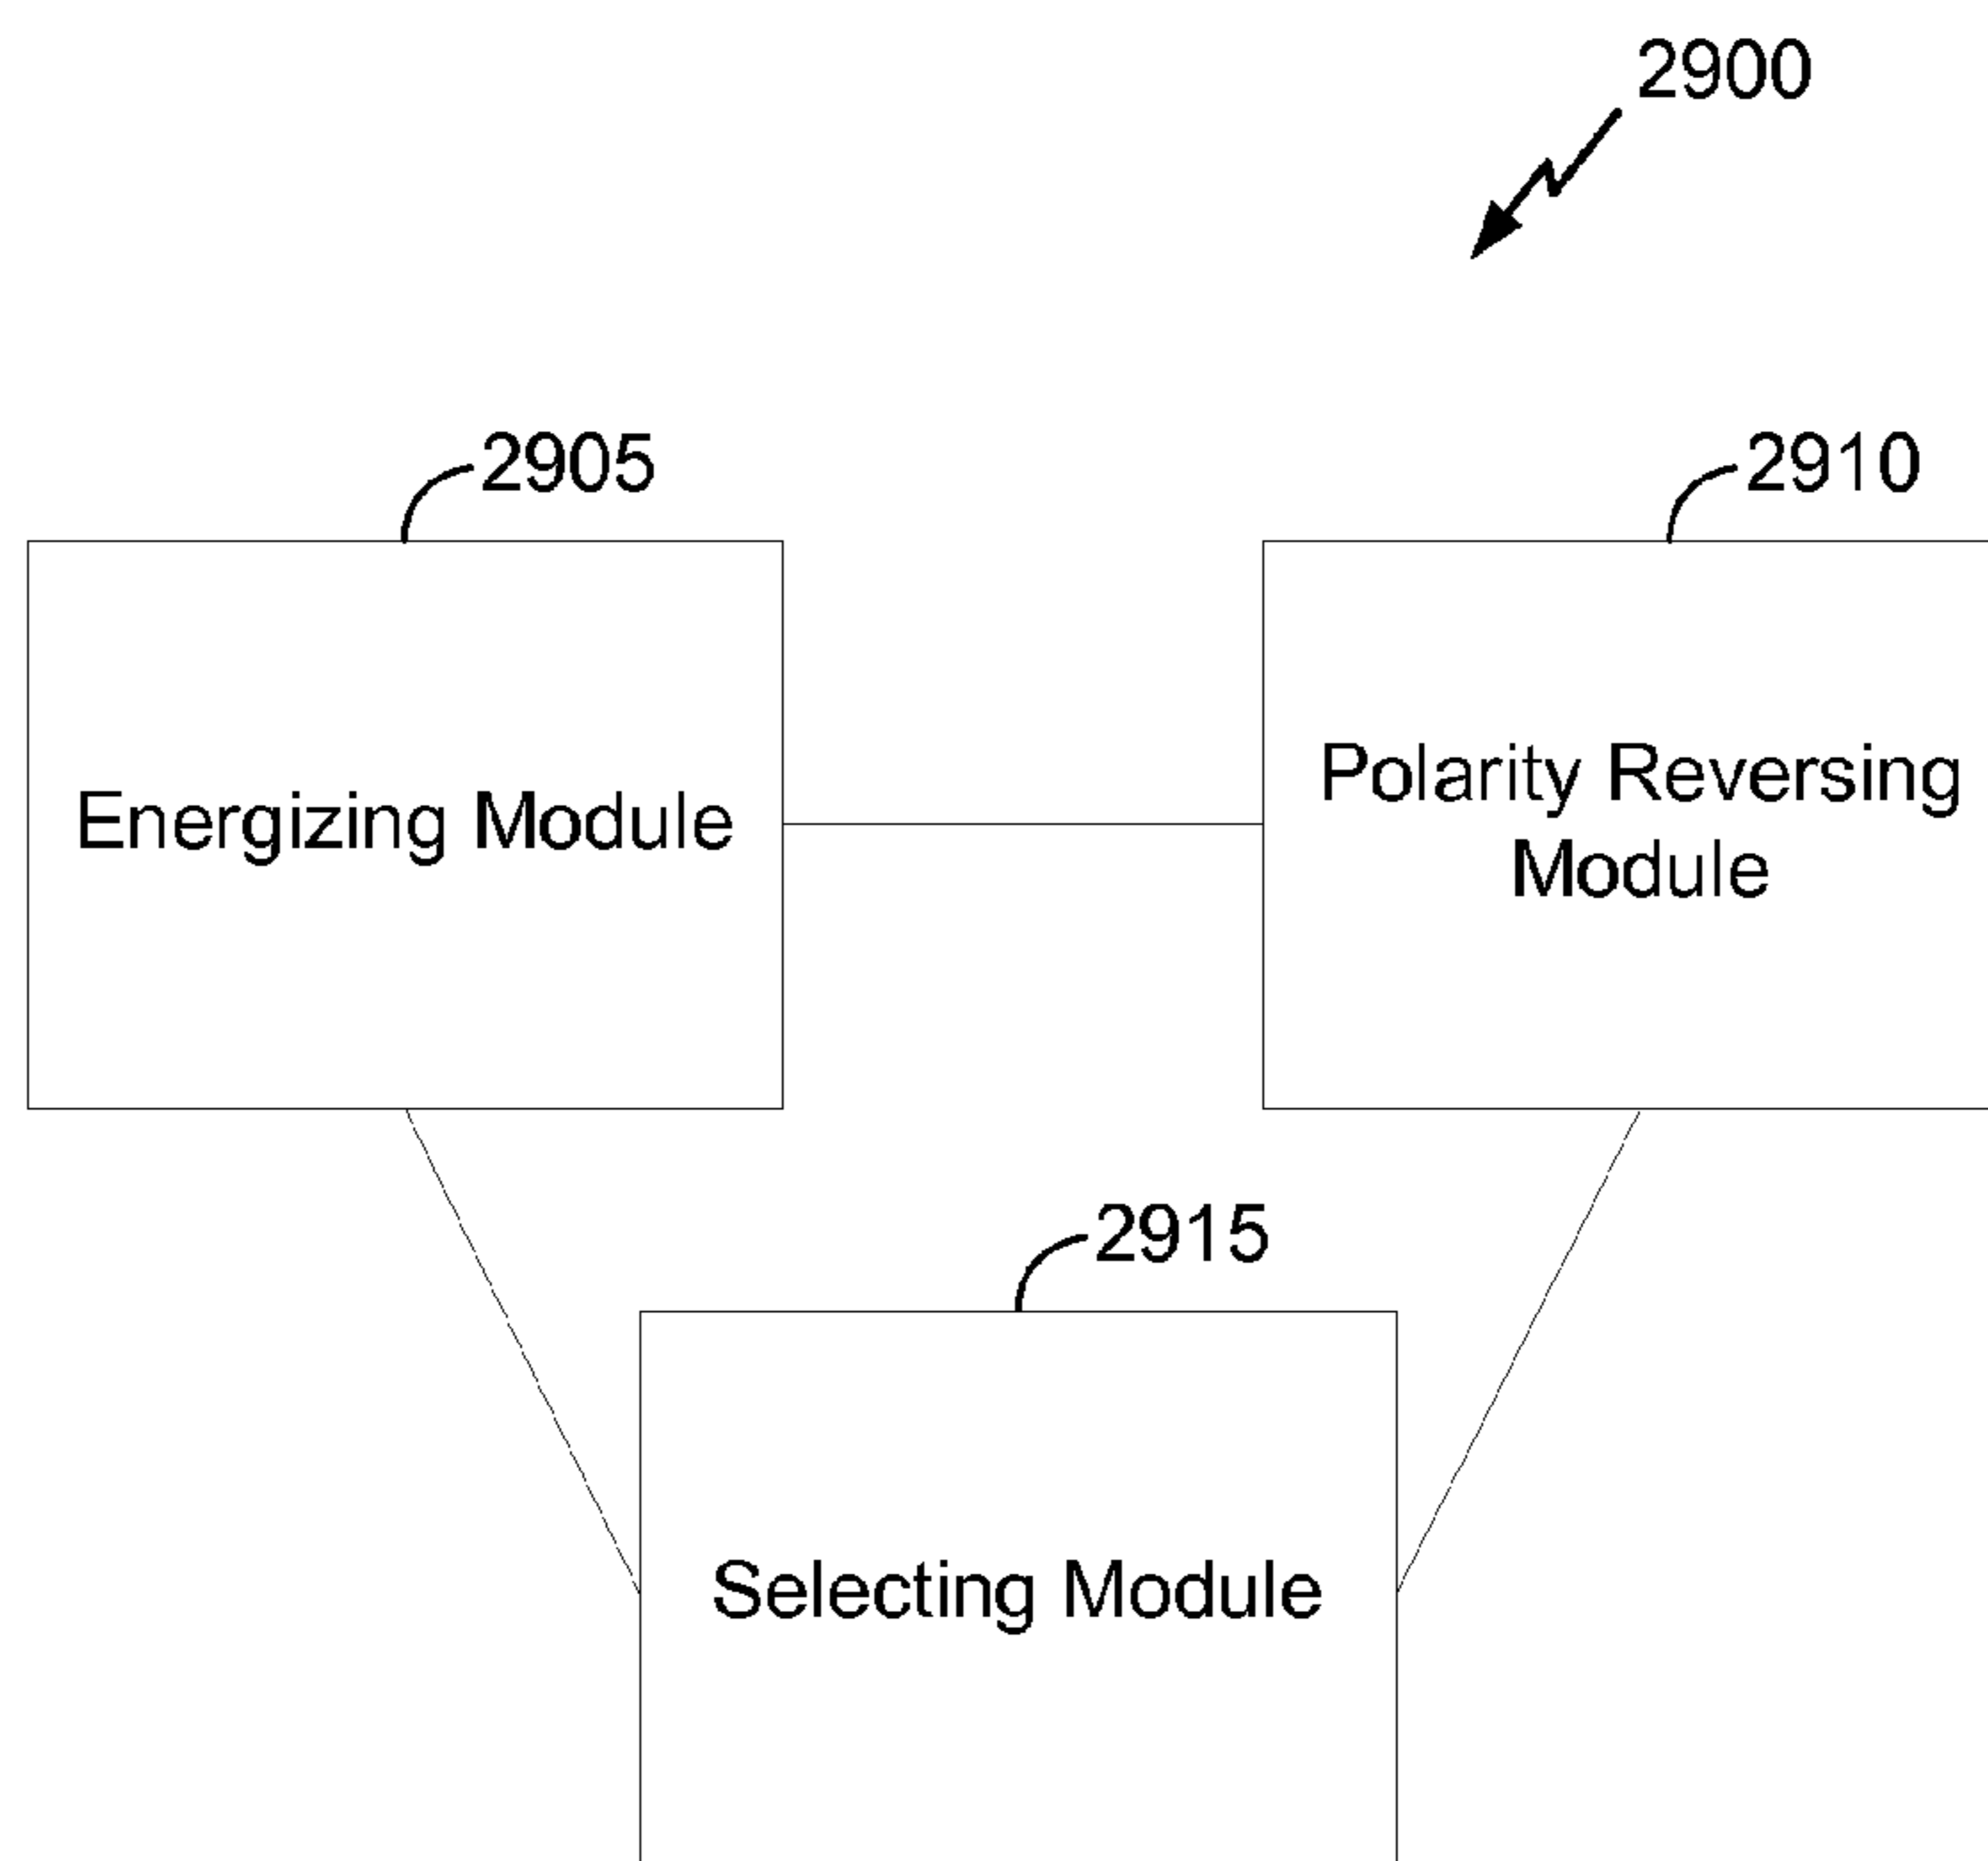 2900
2905
2910
Energizing Module
Polarity Reversing
Module
2915
Selecting Module